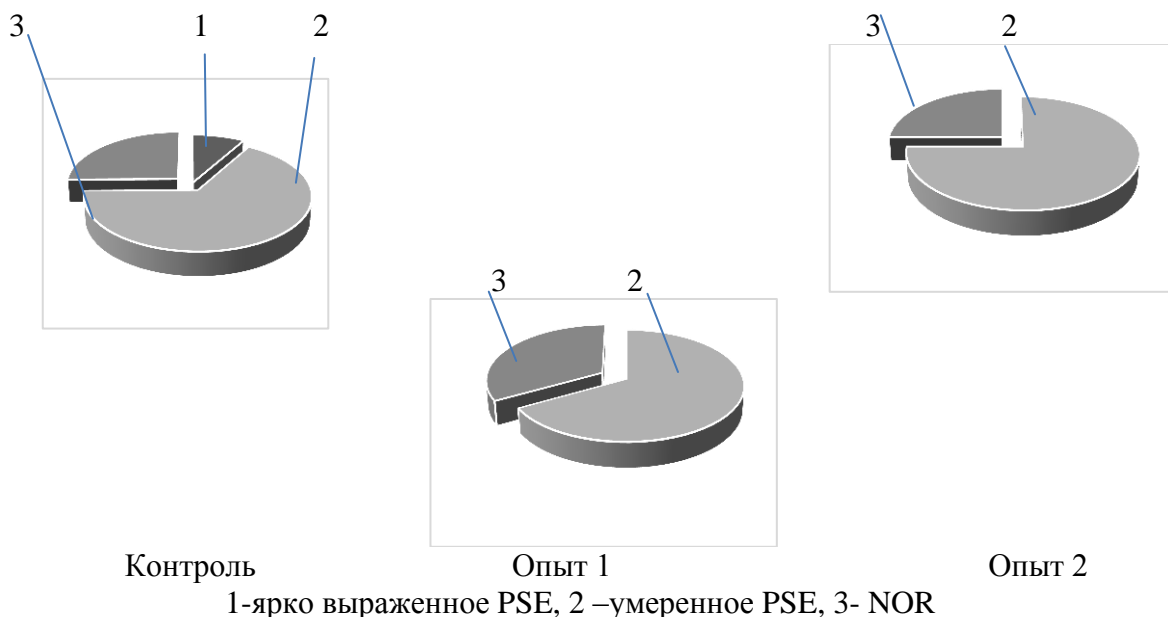 3 1 2
3 2
3 2
Контроль Опыт 1 Опыт 2
1-ярко выраженное PSE, 2 –умеренное PSE, 3- NOR